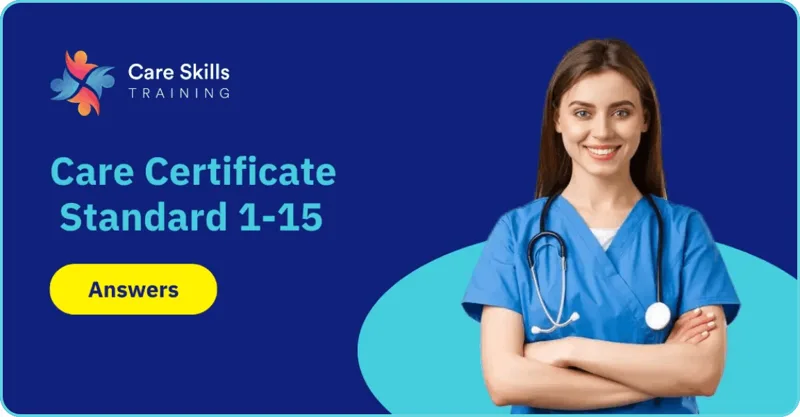 Care Skills
TRAINING
Care Certificate
Standard 1-15
Answers